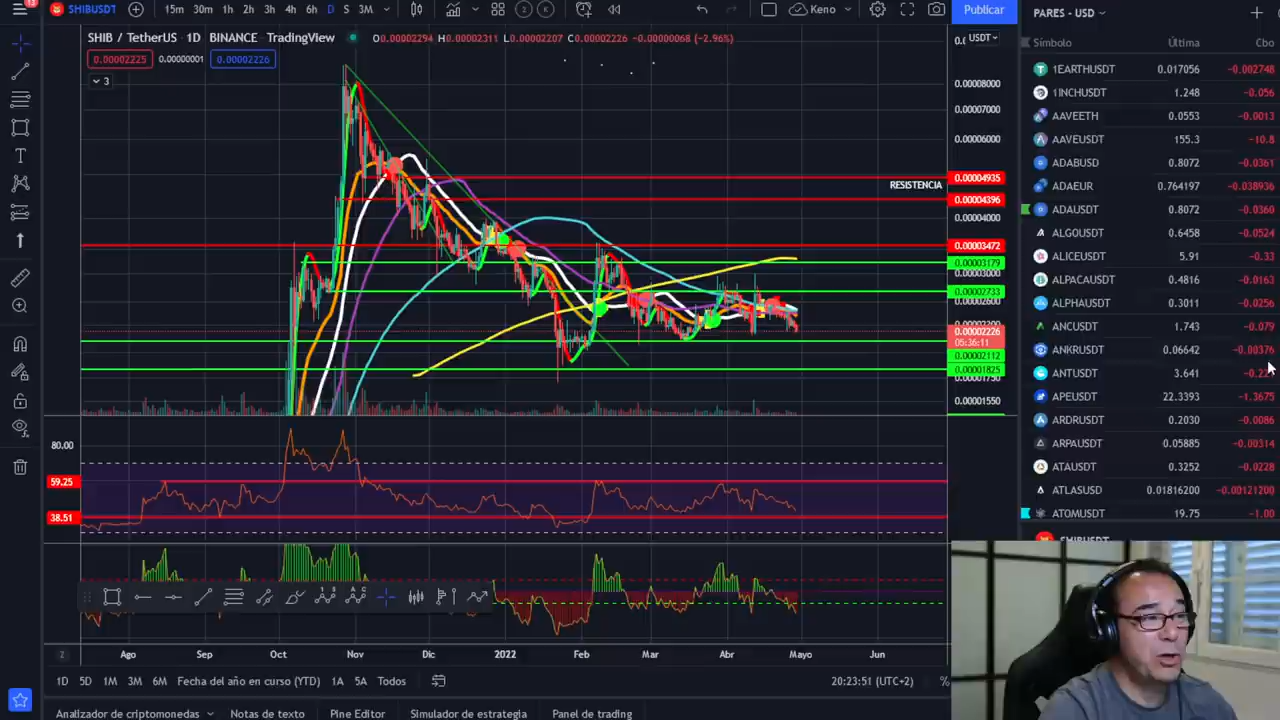 13
SHIBUSDT 15m 30m 1h 2h 3h 4h 6h D S 3M 2 K Keno Publicar
PARES - USD
SHIB / TetherUS · 1D · BINANCE · TradingView O0.00002294 H0.00002311 L0.00002207 C0.00002226 −0.00000068 (−2.96%)
USDT
0.00002225 0.00000001 0.00002226
3
Símbolo Última Cbo
1EARTHUSDT 0.017056 −0.002748
1INCHUSDT 1.248 −0.056
AAVEETH 0.0553 −0.0013
AAVEUSDT 155.3 −10.8
ADABUSD 0.8072 −0.0361
ADAEUR 0.764197 −0.038936
ADAUSDT 0.8072 −0.0360
ALGOUSDT 0.6458 −0.0524
ALICEUSDT 5.91 −0.33
ALPACAUSDT 0.4816 −0.0163
ALPHAUSDT 0.3011 −0.0256
ANCUSDT 1.743 −0.079
ANKRUSDT 0.06642 −0.00376
ANTUSDT 3.641
APEUSDT 22.3393 −1.3675
ARDRUSDT 0.2030 −0.0086
ARPAUSDT 0.05885 −0.00314
ATAUSDT 0.3252 −0.0228
ATLASUSD 0.01816200 −0.00121200
ATOMUSDT 19.75 −1.00
SHIBUSDT
0.00008000
0.00007000
0.00006000
0.00004935
RESISTENCIA
0.00004396
0.00004000
0.00003472
0.00003179
0.00002733
0.00002600
0.00002226
05:36:11
0.00002112
0.00001825
0.00001550
80.00
59.25
38.51
Z Ago Sep Oct Nov Dic 2022 Feb Mar Abr Mayo Jun
1D 5D 1M 3M 6M Fecha del año en curso (YTD) 1A 5A Todos 20:23:51 (UTC+2) %
Analizador de criptomonedas Notas de texto Pine Editor Simulador de estrategia Panel de trading